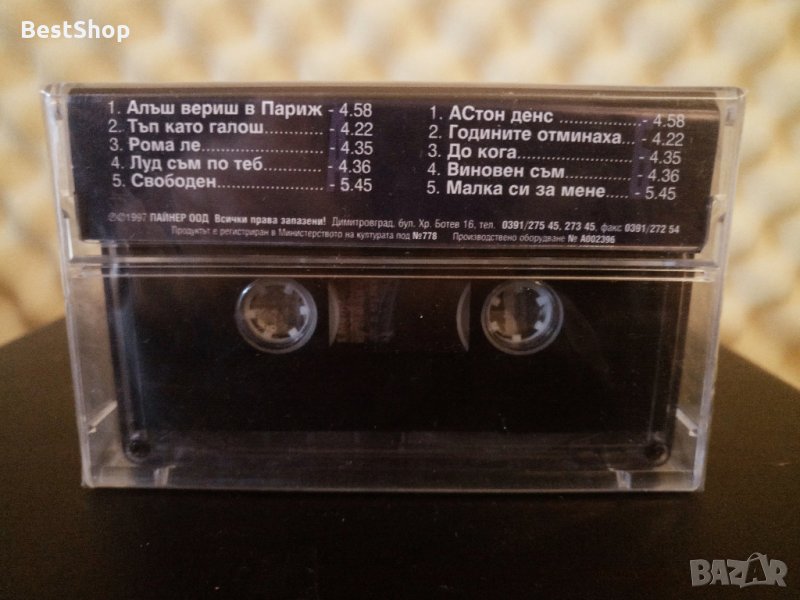 BestShop
1. Алъш вериш в Париж - 4.58
2. Тъп като галош............ - 4.22
3. Рома ле......................... - 4.35
4. Луд съм по теб........... - 4.36
5. Свободен..................... - 5.45
1. АСтон денс ................ - 4.58
2. Годините отминаха... - 4.22
3. До кога......................... - 4.35
4. Виновен съм.............. - 4.36
5. Малка си за мене...... - 5.45
℗©1997 ПАЙНЕР ООД Всички права запазени! Димитровград, бул. Хр. Ботев 16, тел. 0391/275 45, 273 45, факс 0391/272 54
Продуктът е регистриран в Министерството на културата под №778 Производствено оборудване № А002396
BAZAR